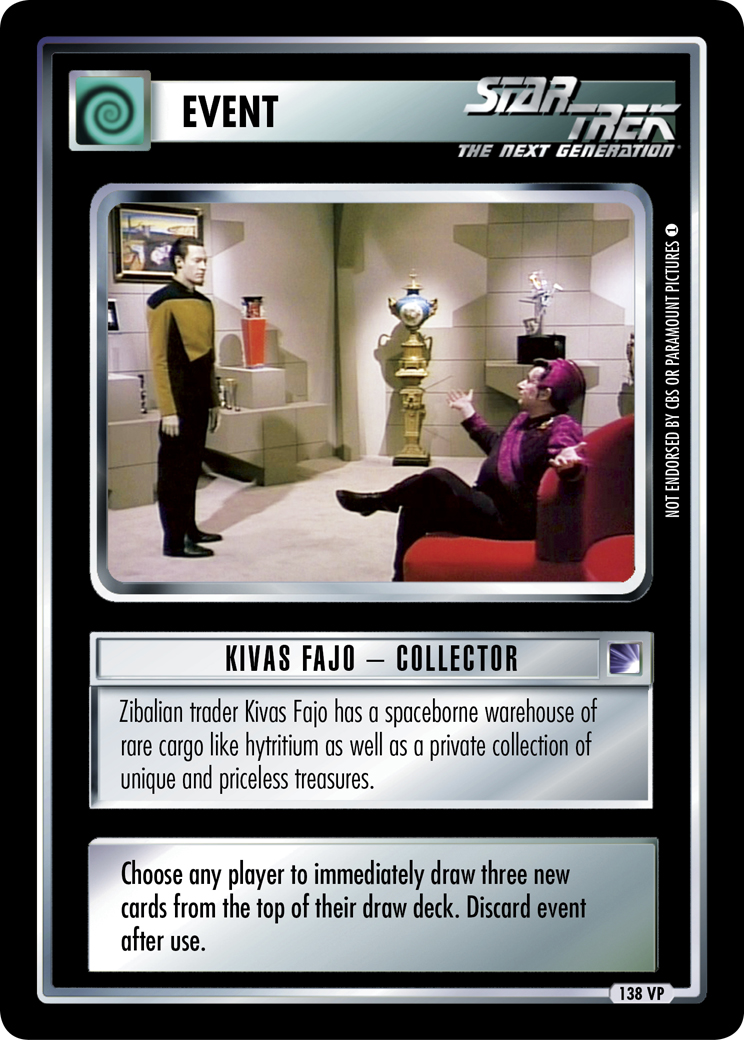 EVENT
STAR TREK
THE NEXT GENERATION
NOT ENDORSED BY CBS OR PARAMOUNT PICTURES
KIVAS FAJO – COLLECTOR
Zibalian trader Kivas Fajo has a spaceborne warehouse of
rare cargo like hytritium as well as a private collection of
unique and priceless treasures.
Choose any player to immediately draw three new
cards from the top of their draw deck. Discard event
after use.
138 VP